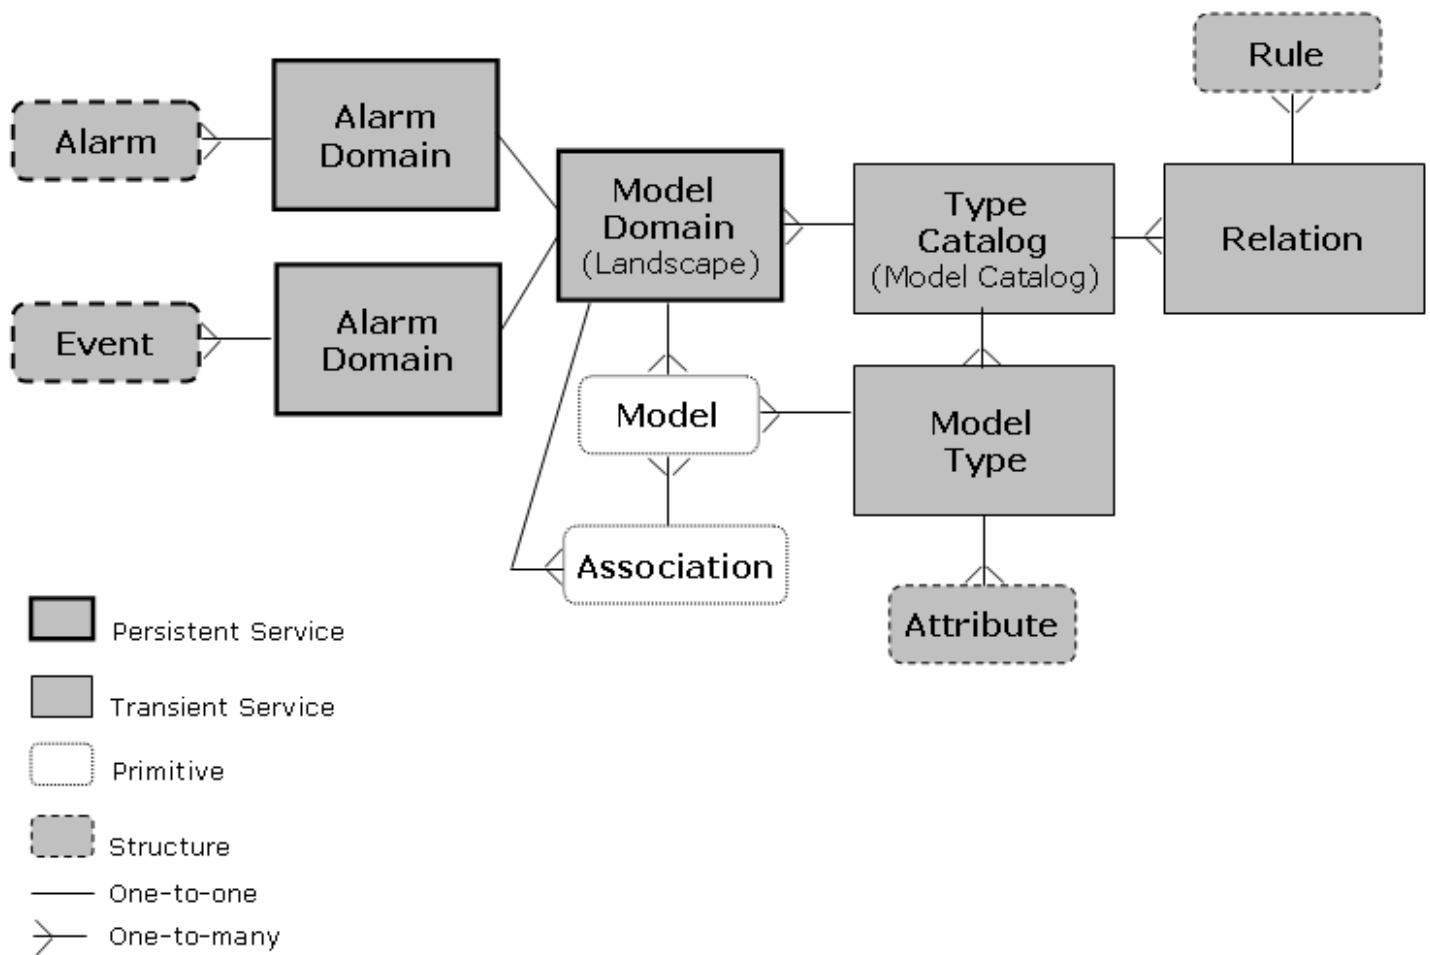 Rule
Alarm
Alarm
Domain
Model
Domain
(Landscape)
Type
Catalog
(Model Catalog)
Relation
Event
Alarm
Domain
Model
Model
Type
Association
Attribute
Persistent Service
Transient Service
Primitive
Structure
One-to-one
One-to-many